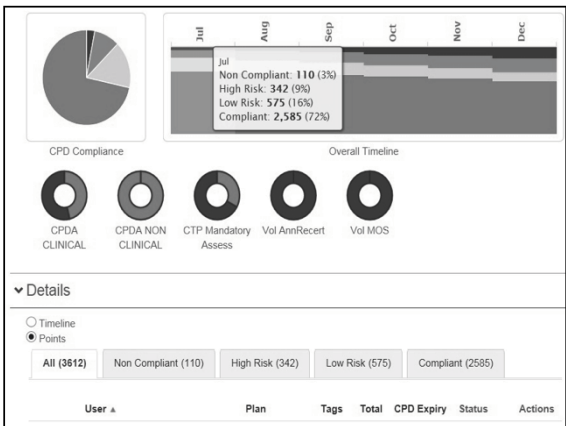 Jul
Aug
Sep
Oct
Nov
Dec
Jul
Non Compliant: 110 (3%)
High Risk: 342 (9%)
Low Risk: 575 (16%)
Compliant: 2,585 (72%)
CPD Compliance
Overall Timeline
CPDA CLINICAL
CPDA NON CLINICAL
CTP Mandatory Assess
Vol AnnRecert
Vol MOS
Details
Timeline
Points
All (3612) Non Compliant (110) High Risk (342) Low Risk (575) Compliant (2585)
User ▲ Plan Tags Total CPD Expiry Status Actions